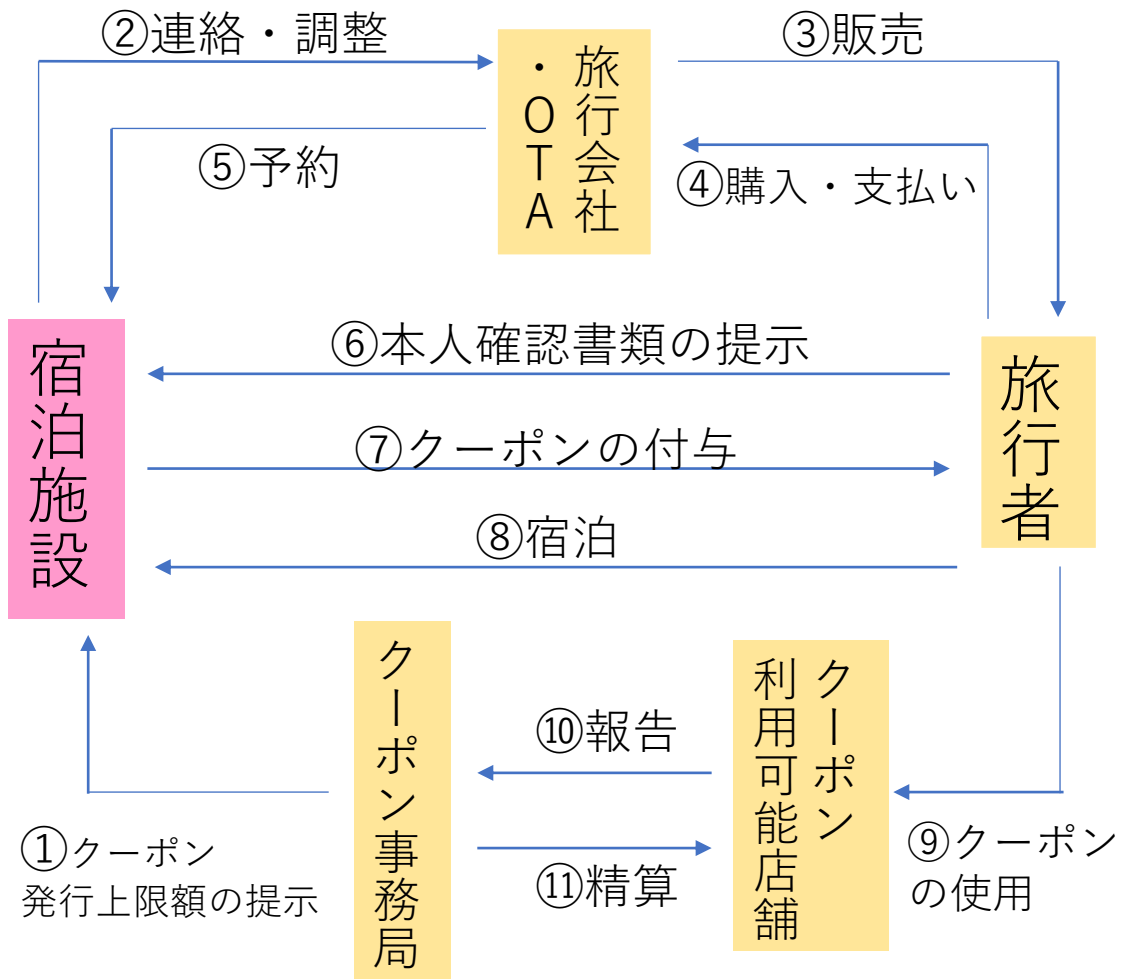 ②連絡・調整
③販売
旅行会社
・OTA
⑤予約
④購入・支払い
宿泊施設
⑥本人確認書類の提示
旅行者
⑦クーポンの付与
⑧宿泊
クーポン事務局
クーポン
利用可能店舗
⑩報告
⑪精算
①クーポン
発行上限額の提示
⑨クーポン
の使用